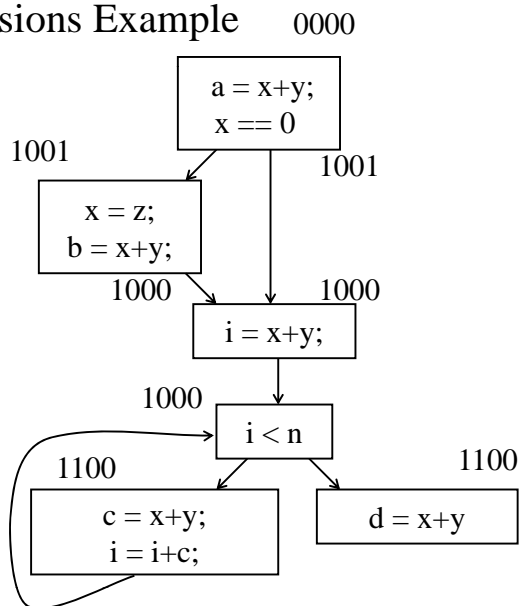 sions Example
0000
a = x+y;
x == 0
1001
1001
x = z;
b = x+y;
1000
1000
i = x+y;
1000
i < n
1100
1100
c = x+y;
i = i+c;
d = x+y